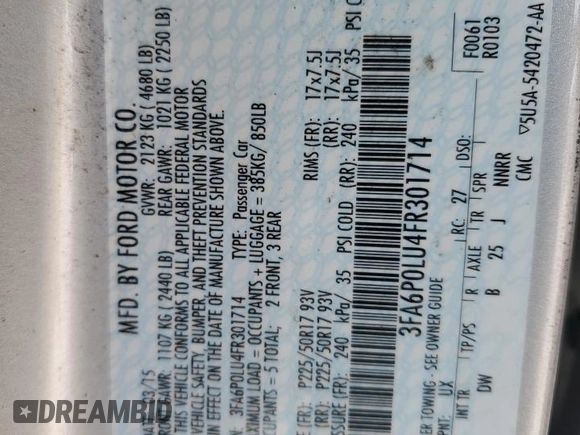 MFD. BY FORD MOTOR CO.
03/15 GVWR: 2123 KG ( 4680 LB)
1107 KG ( 2440 LB) REAR GAWR: 1021 KG ( 2250 LB)
THIS VEHICLE CONFORMS TO ALL APPLICABLE FEDERAL MOTOR
VEHICLE SAFETY, BUMPER, AND THEFT PREVENTION STANDARDS
EFFECT ON THE DATE OF MANUFACTURE SHOWN ABOVE.
3FA6P0LU4FR301714 TYPE: Passenger Car
MAXIMUM LOAD = OCCUPANTS + LUGGAGE = 385KG/ 850LB
OCCUPANTS = 5 TOTAL; 2 FRONT, 3 REAR
(FR): P225/50R17 93V RIMS (FR): 17x7.5J
(RR): P225/50R17 93V (RR): 17x7.5J
(FR): 240 kPa/ 35 PSI COLD (RR): 240 kPa/ 35 PSI COLD
3FA6P0LU4FR301714
TOWING - SEE OWNER GUIDE
F0061
R0103
UX RC: 27 DSO:
INT TR TP/PS R AXLE TR SPR
DW B 25 J NNRR
CMC ▽5U5A-5420472-AA
DREAMBID